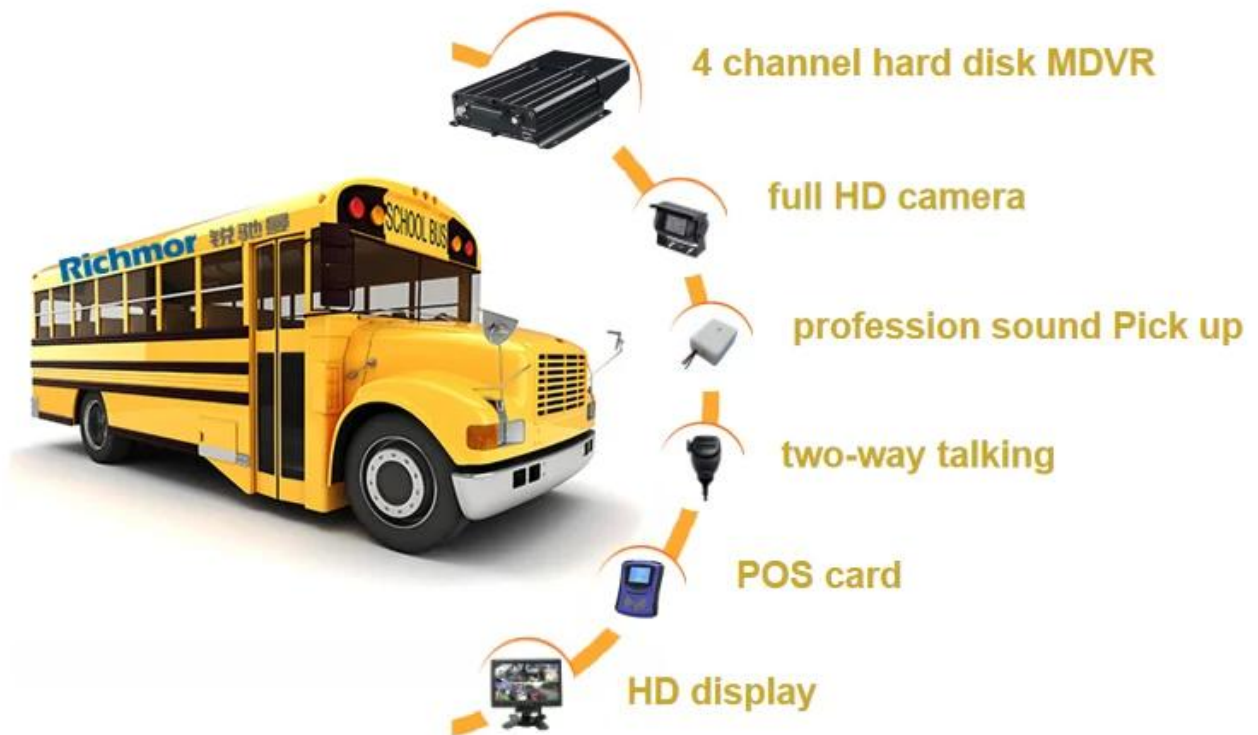 4 channel hard disk MDVR
full HD camera
SCHOOL BUS
Richmor 锐驰曼
profession sound Pick up
two-way talking
POS card
HD display